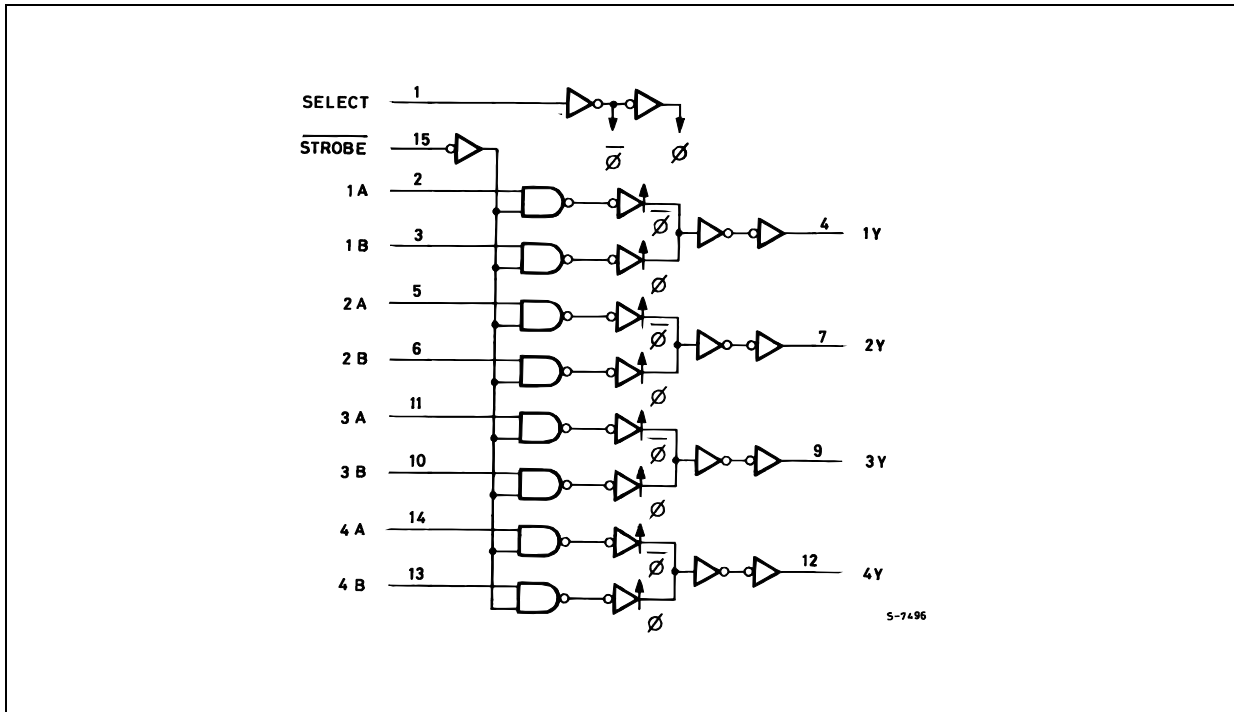 SELECT 1
STROBE 15
Ø Ø
1A 2
Ø
4 1Y
1B 3
Ø
2A 5
Ø
7 2Y
2B 6
Ø
3A 11
Ø
9 3Y
3B 10
Ø
4A 14
Ø
12 4Y
4B 13
Ø
S-7496